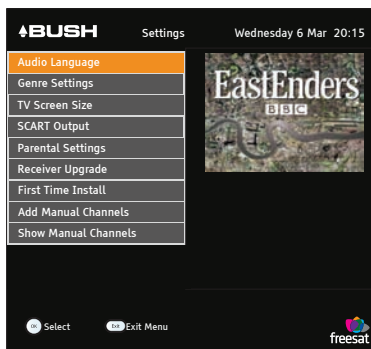 BUSH Settings Wednesday 6 Mar 20:15
Audio Language
Genre Settings
TV Screen Size
SCART Output
Parental Settings
Receiver Upgrade
First Time Install
Add Manual Channels
Show Manual Channels
EastEnders
BBC
OK Select Exit Exit Menu
freesat